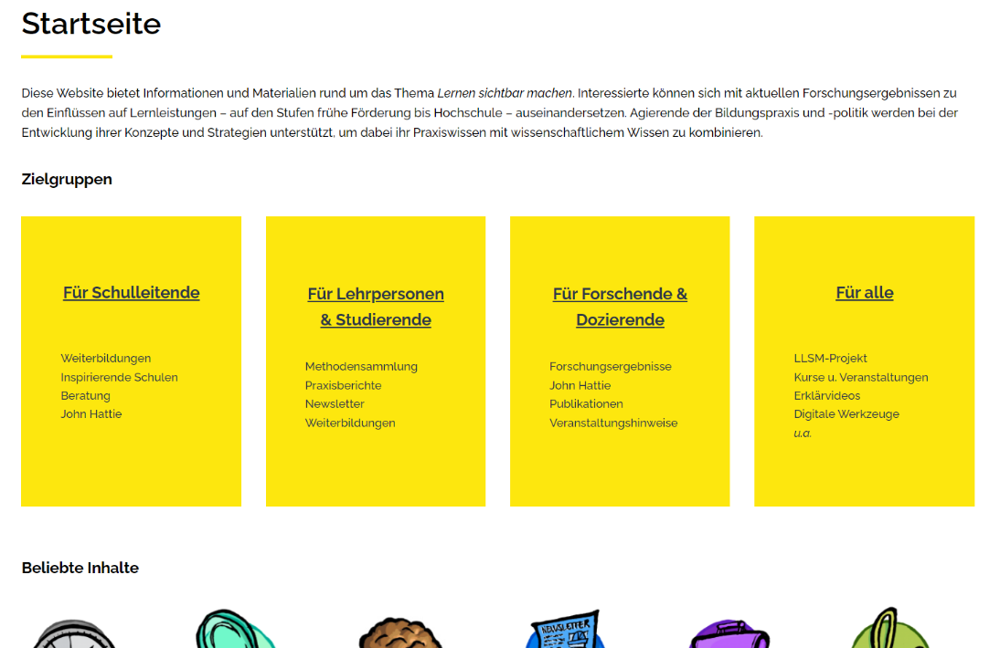 Startseite
Diese Website bietet Informationen und Materialien rund um das Thema Lernen sichtbar machen. Interessierte können sich mit aktuellen Forschungsergebnissen zu
den Einflüssen auf Lernleistungen – auf den Stufen frühe Förderung bis Hochschule – auseinandersetzen. Agierende der Bildungspraxis und -politik werden bei der
Entwicklung ihrer Konzepte und Strategien unterstützt, um dabei ihr Praxiswissen mit wissenschaftlichem Wissen zu kombinieren.
Zielgruppen
Für Schulleitende
Weiterbildungen
Inspirierende Schulen
Beratung
John Hattie
Für Lehrpersonen
& Studierende
Methodensammlung
Praxisberichte
Newsletter
Weiterbildungen
Für Forschende &
Dozierende
Forschungsergebnisse
John Hattie
Publikationen
Veranstaltungshinweise
Für alle
LLSM-Projekt
Kurse u. Veranstaltungen
Erklärvideos
Digitale Werkzeuge
u.a.
Beliebte Inhalte
NEWSLETTER